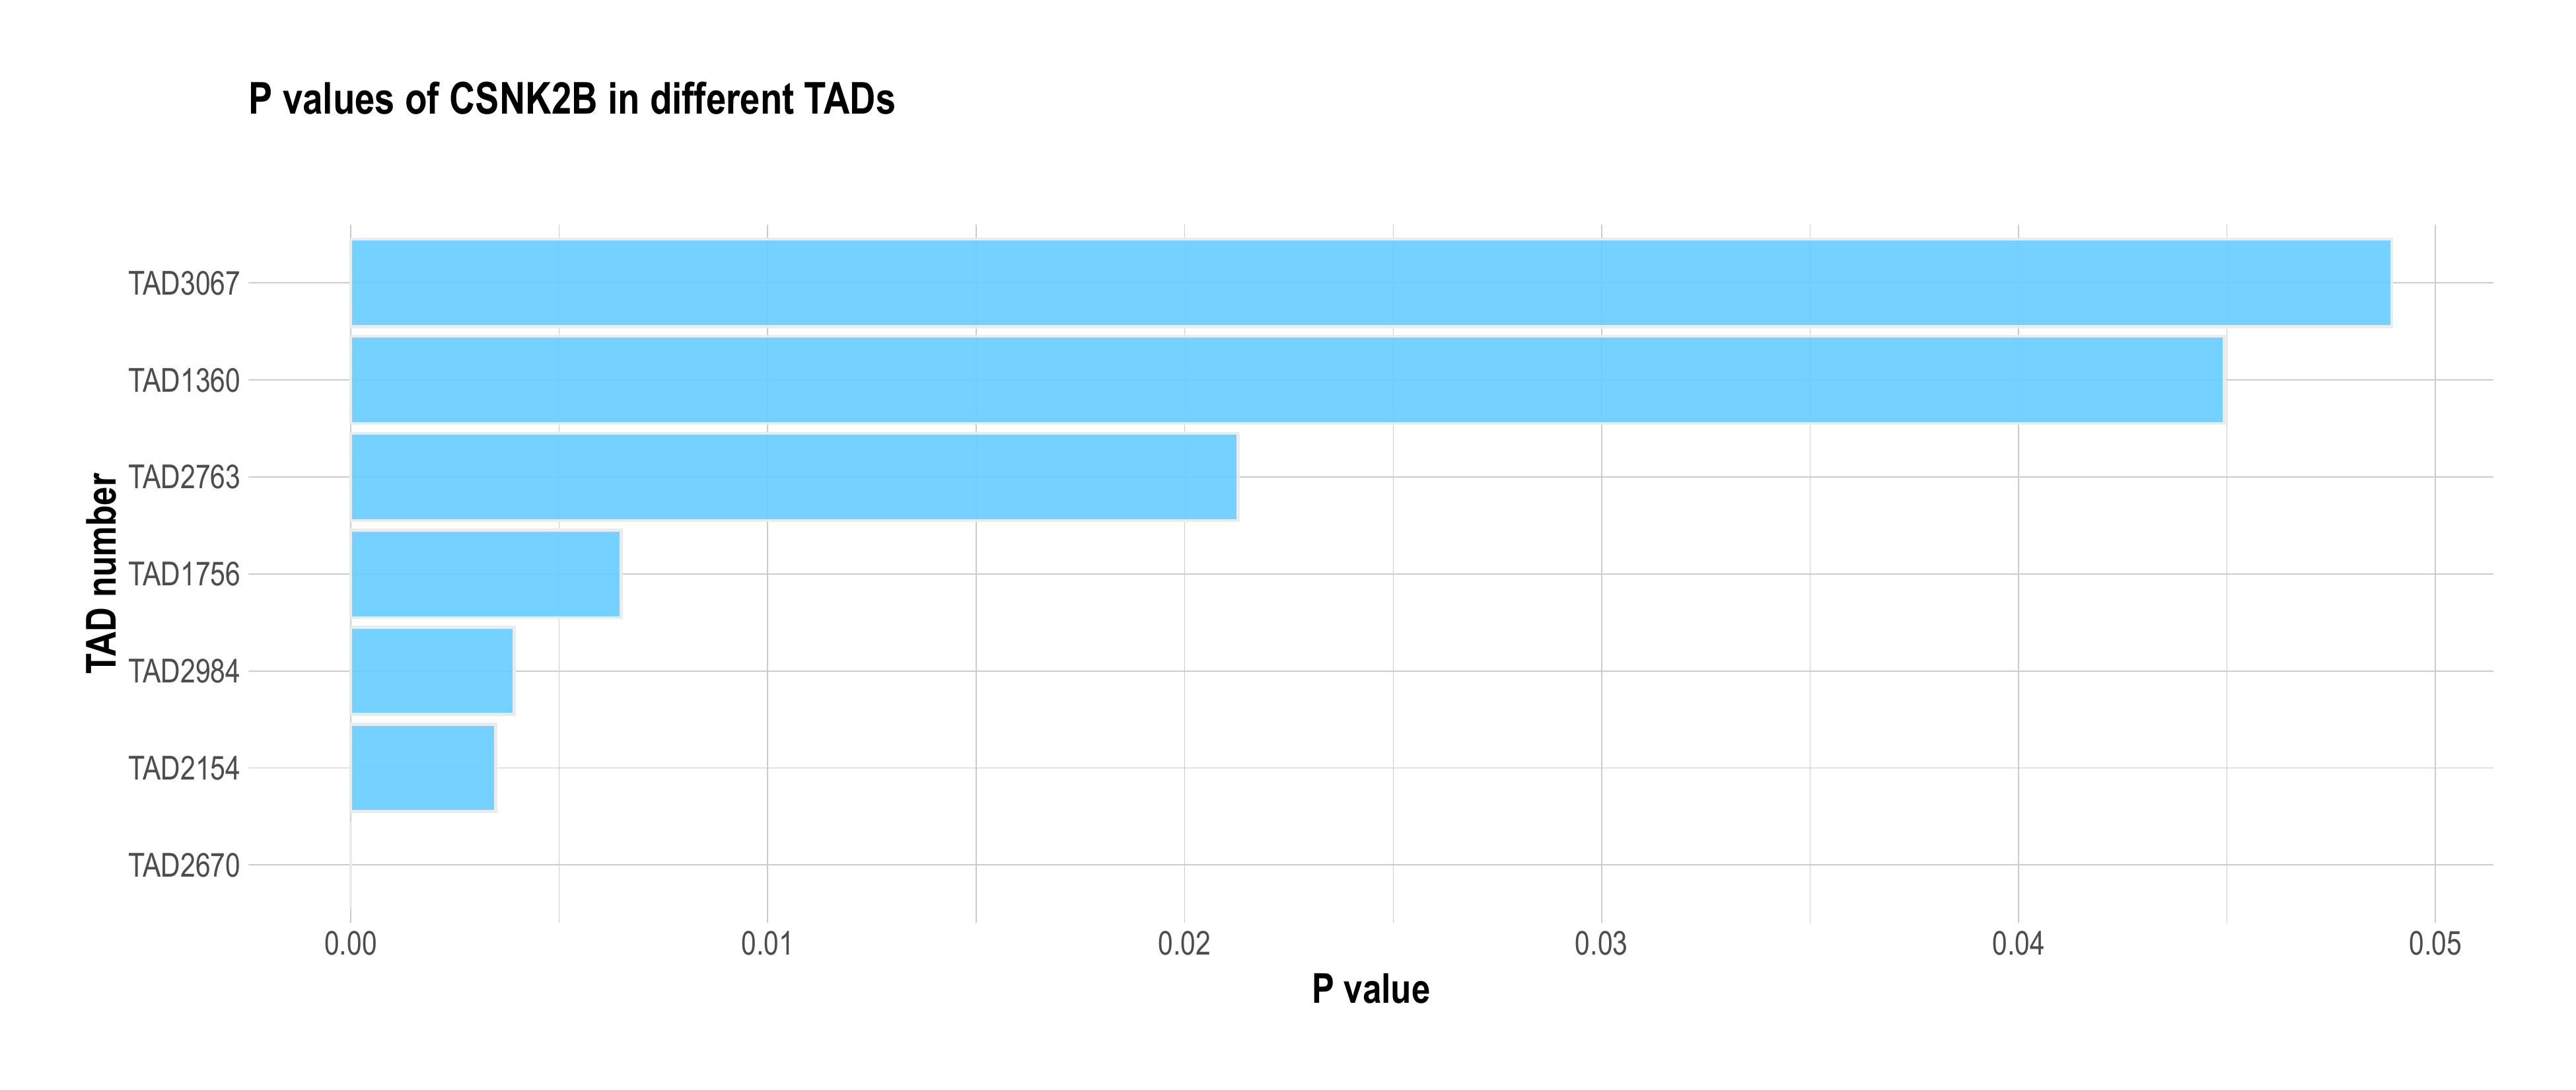 P values of CSNK2B in different TADs
TAD number
TAD3067
TAD1360
TAD2763
TAD1756
TAD2984
TAD2154
TAD2670
0.00 0.01 0.02 0.03 0.04 0.05
P value